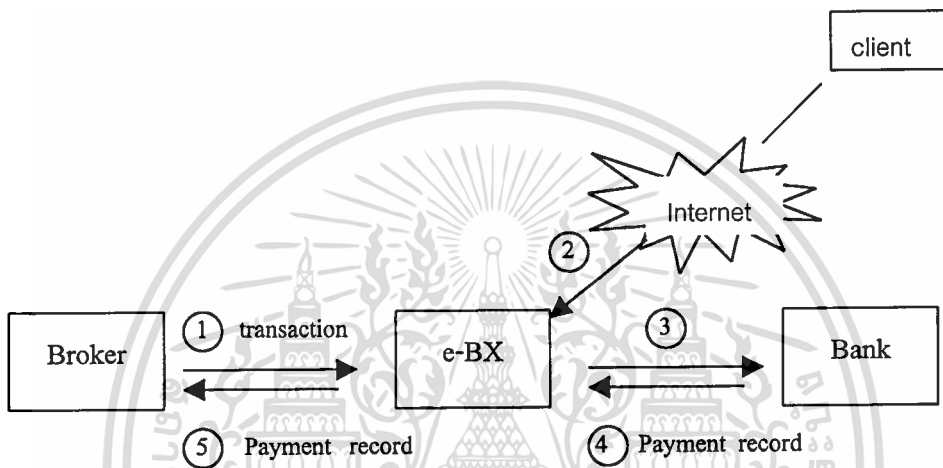 client
Internet
2
Broker
1 transaction
e-BX
3
Bank
5 Payment record
4 Payment record